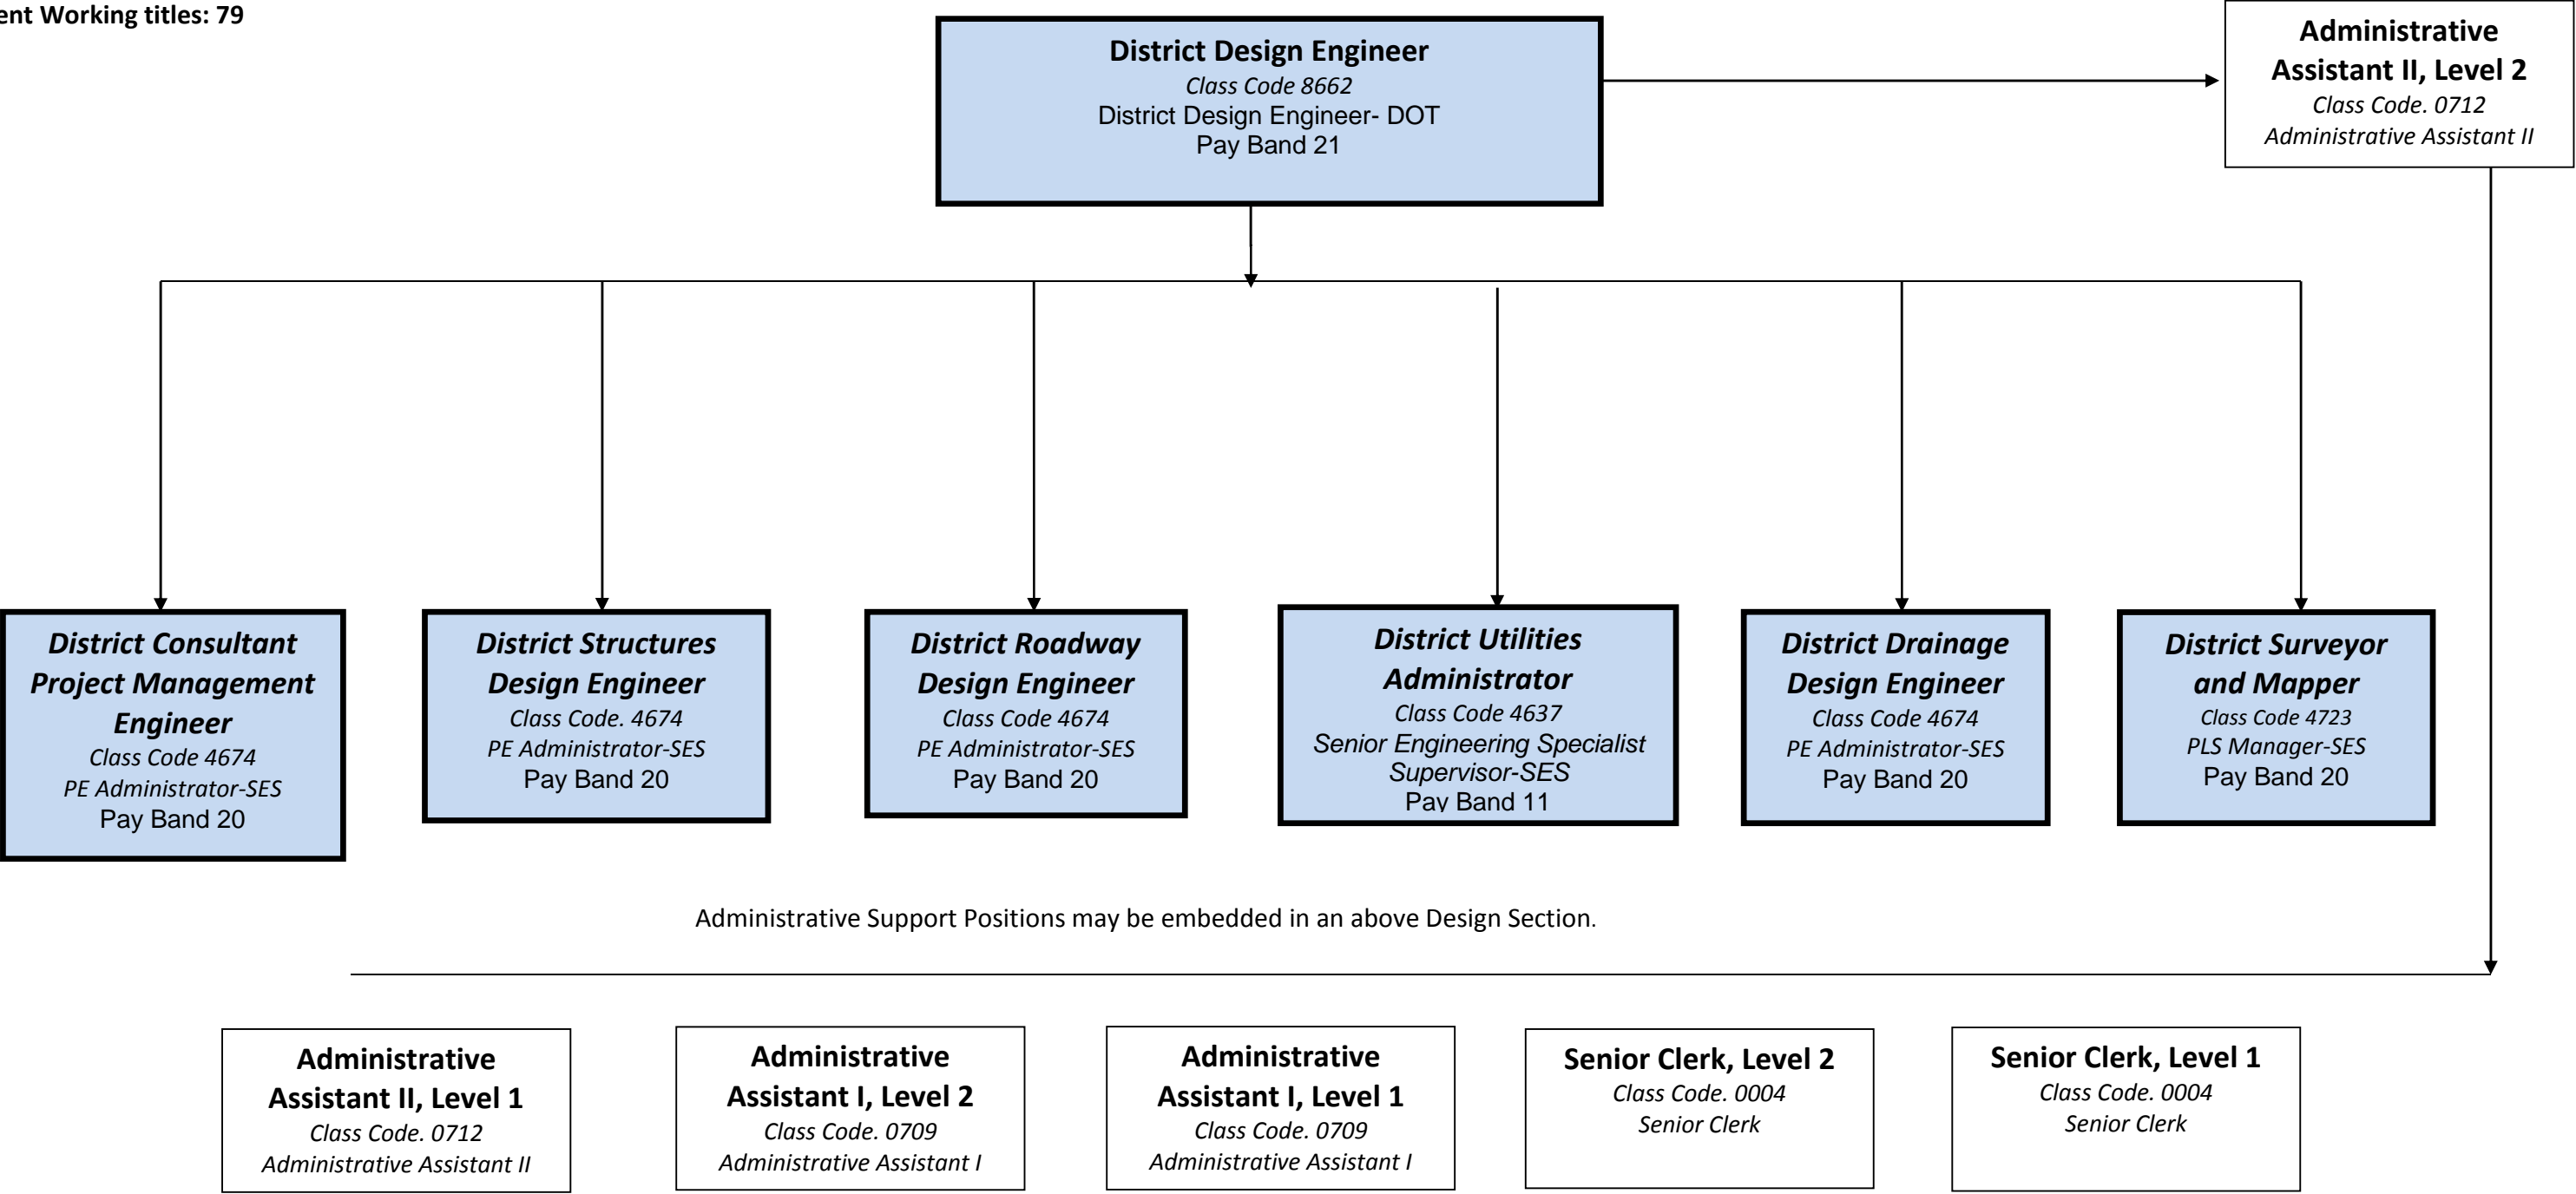 ent Working titles: 79
District Design Engineer
Class Code 8662
District Design Engineer- DOT
Pay Band 21
Administrative
Assistant II, Level 2
Class Code. 0712
Administrative Assistant II
District Consultant
Project Management
Engineer
Class Code 4674
PE Administrator-SES
Pay Band 20
District Structures
Design Engineer
Class Code. 4674
PE Administrator-SES
Pay Band 20
District Roadway
Design Engineer
Class Code 4674
PE Administrator-SES
Pay Band 20
District Utilities
Administrator
Class Code 4637
Senior Engineering Specialist
Supervisor-SES
Pay Band 11
District Drainage
Design Engineer
Class Code 4674
PE Administrator-SES
Pay Band 20
District Surveyor
and Mapper
Class Code 4723
PLS Manager-SES
Pay Band 20
Administrative Support Positions may be embedded in an above Design Section.
Administrative
Assistant II, Level 1
Class Code. 0712
Administrative Assistant II
Administrative
Assistant I, Level 2
Class Code. 0709
Administrative Assistant I
Administrative
Assistant I, Level 1
Class Code. 0709
Administrative Assistant I
Senior Clerk, Level 2
Class Code. 0004
Senior Clerk
Senior Clerk, Level 1
Class Code. 0004
Senior Clerk